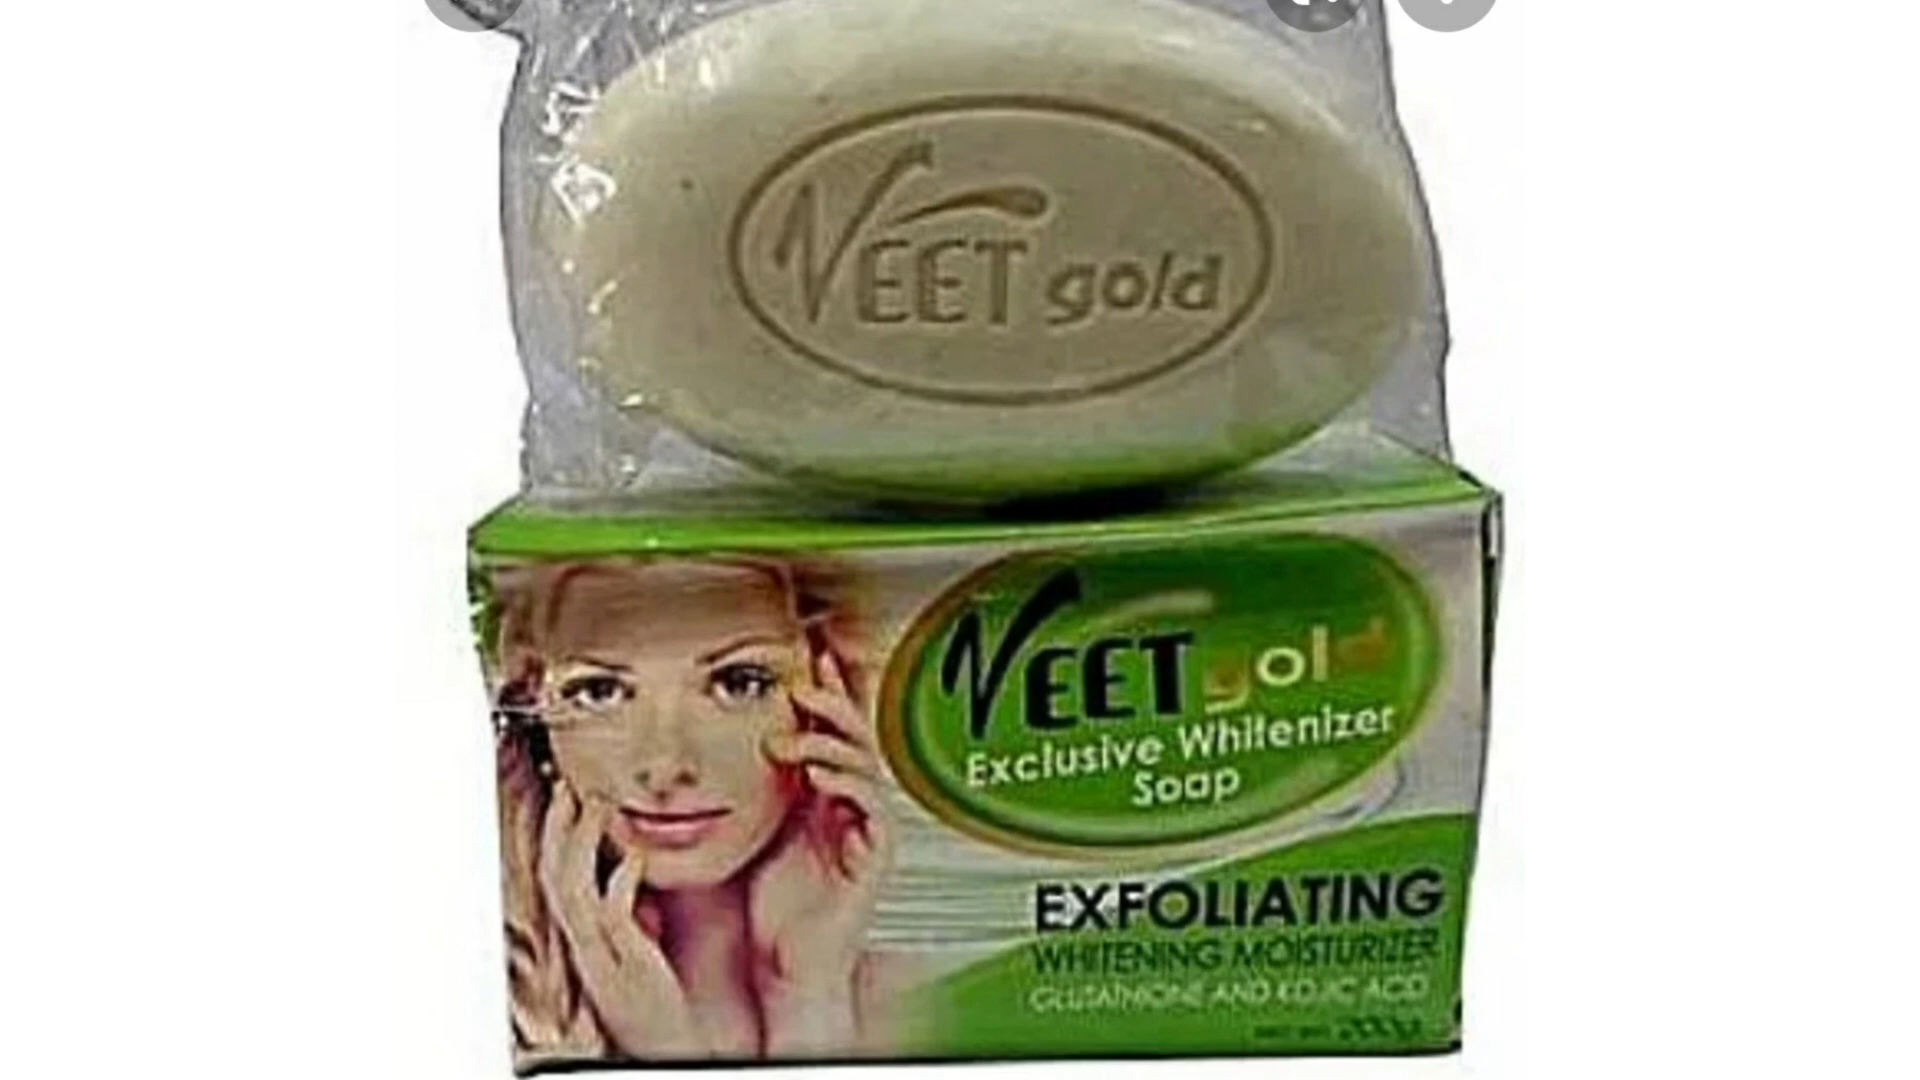 VEET gold
VEET gold
Exclusive Whitenizer
Soap
EXFOLIATING
WHITENING MOISTURIZER
GLUTATHIONE AND KOJIC ACID